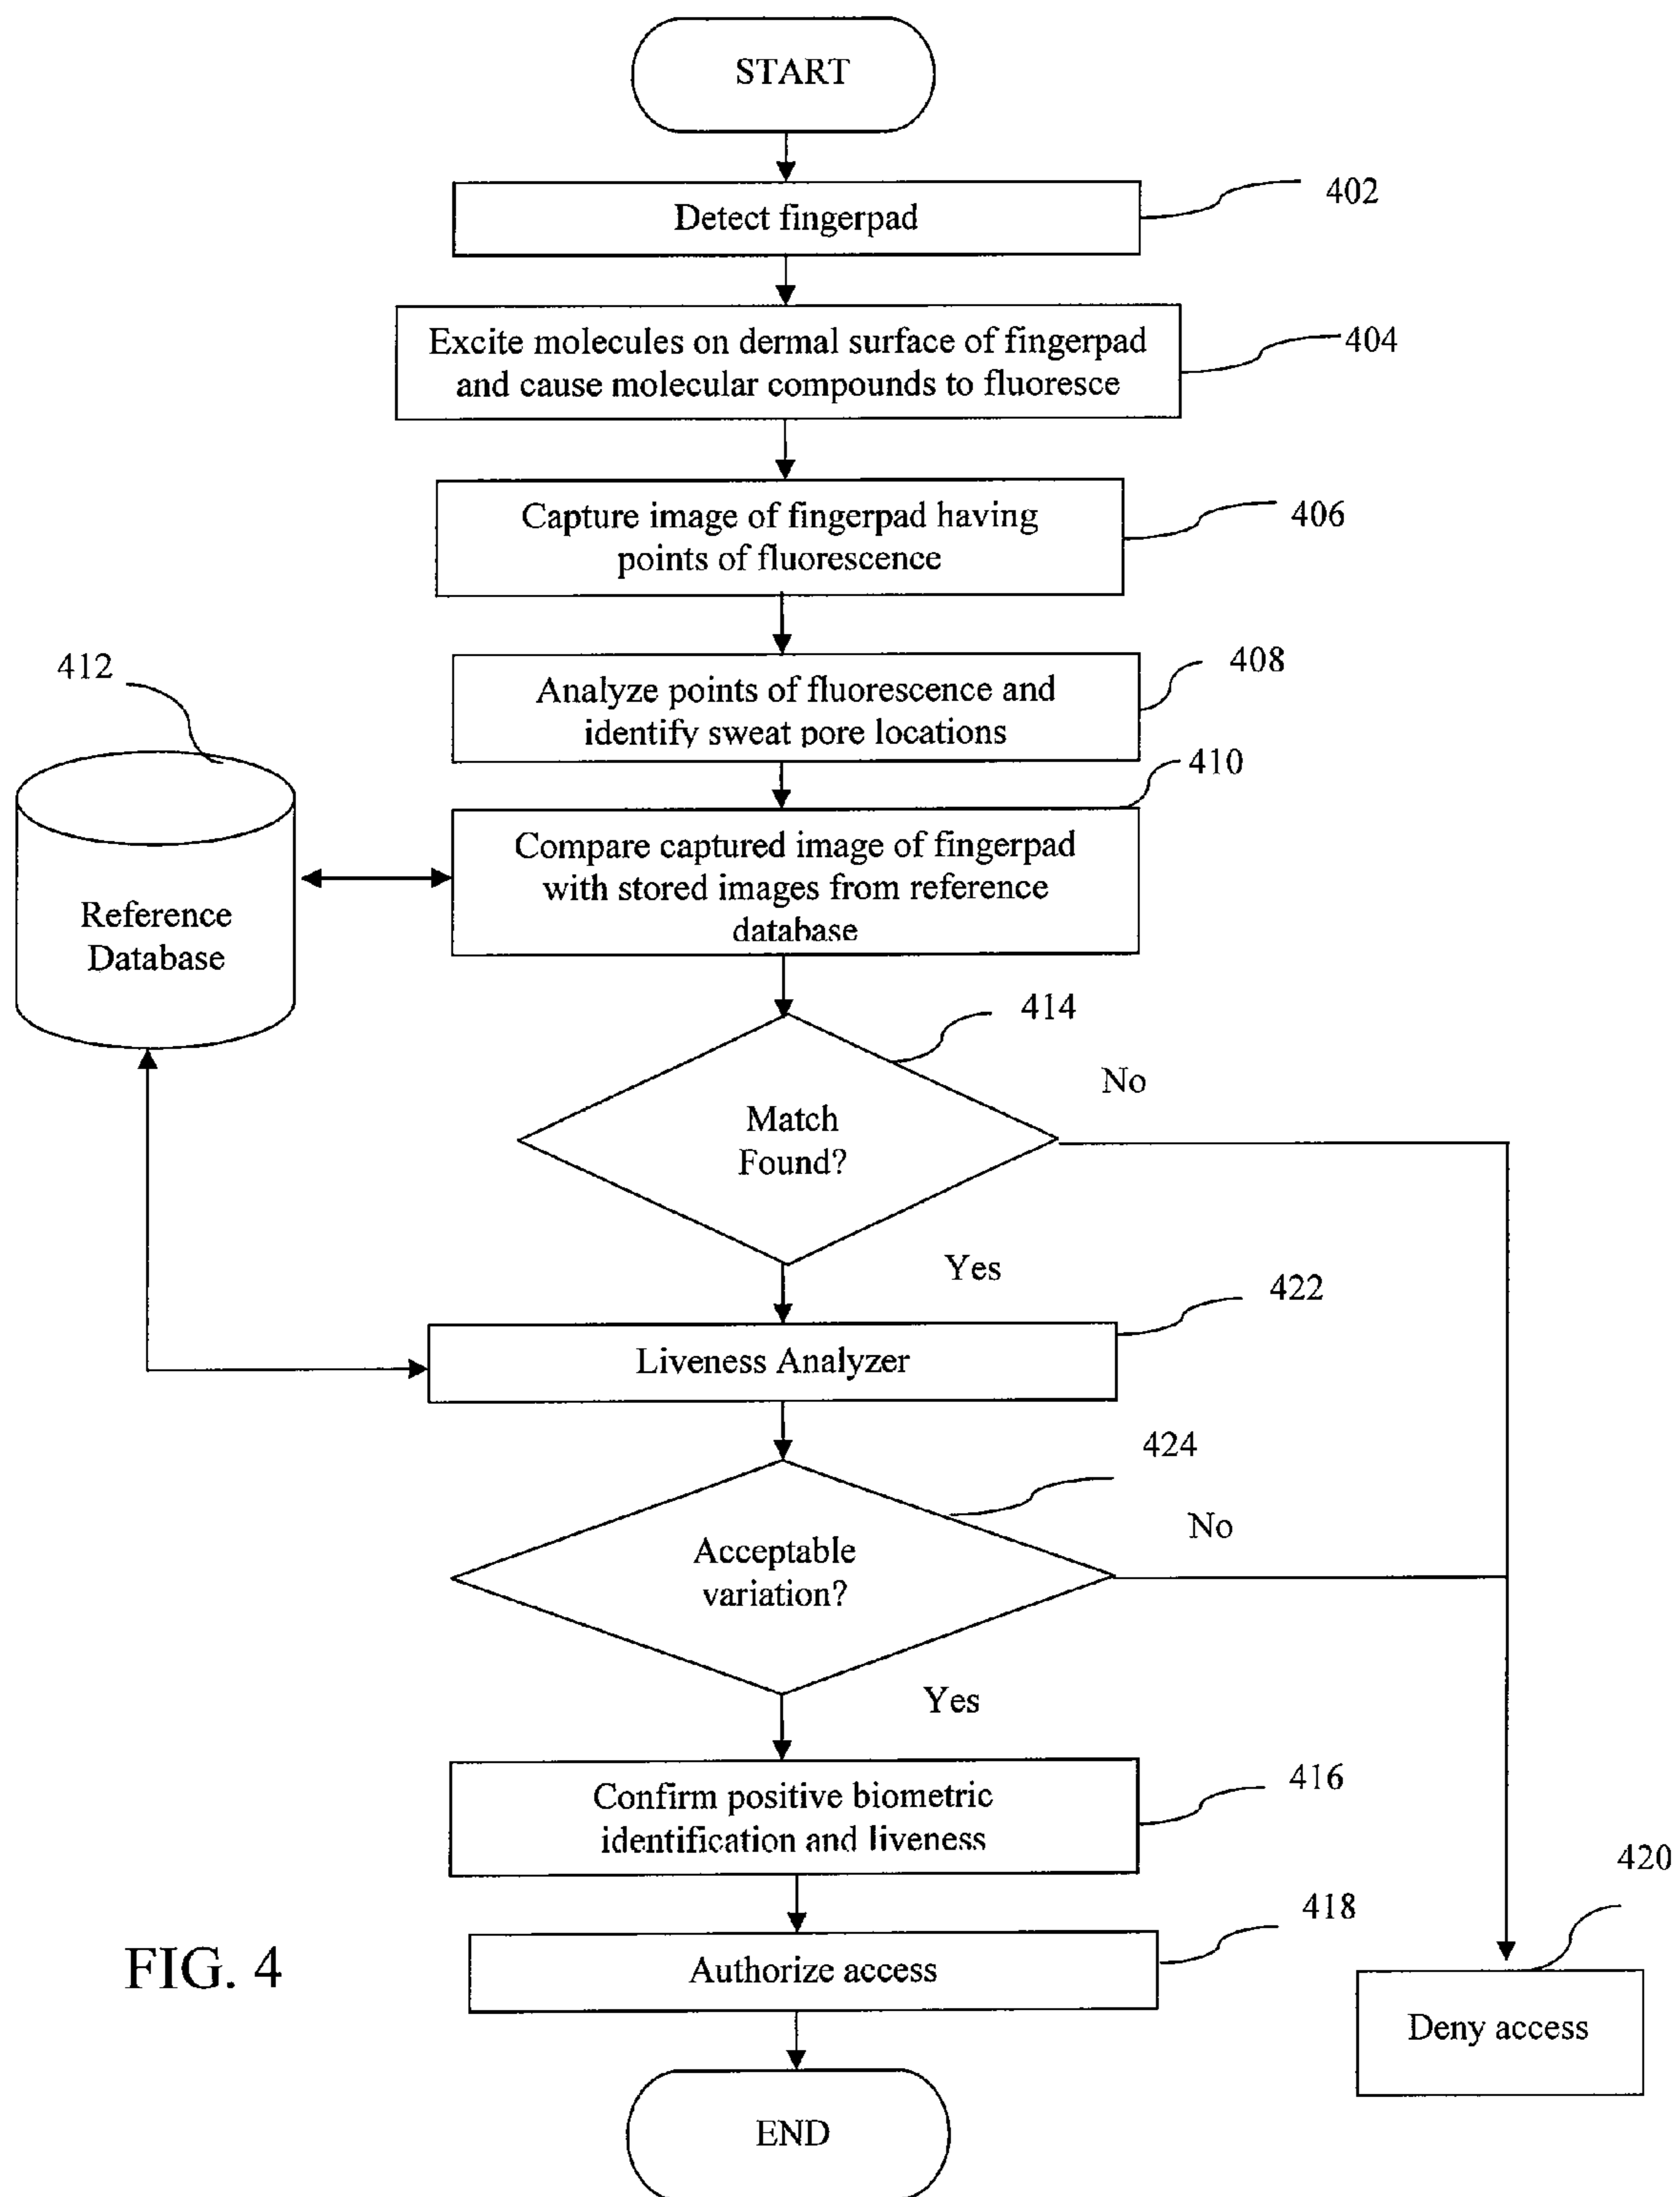 START
Detect fingerpad
402
Excite molecules on dermal surface of fingerpad
and cause molecular compounds to fluoresce
404
Capture image of fingerpad having
points of fluorescence
406
Analyze points of fluorescence and
identify sweat pore locations
408
412
Reference
Database
410
Compare captured image of fingerpad
with stored images from reference
database
414
Match
Found?
No
Yes
422
Liveness Analyzer
424
Acceptable
variation?
No
Yes
Confirm positive biometric
identification and liveness
416
418
Authorize access
420
Deny access
FIG. 4
END